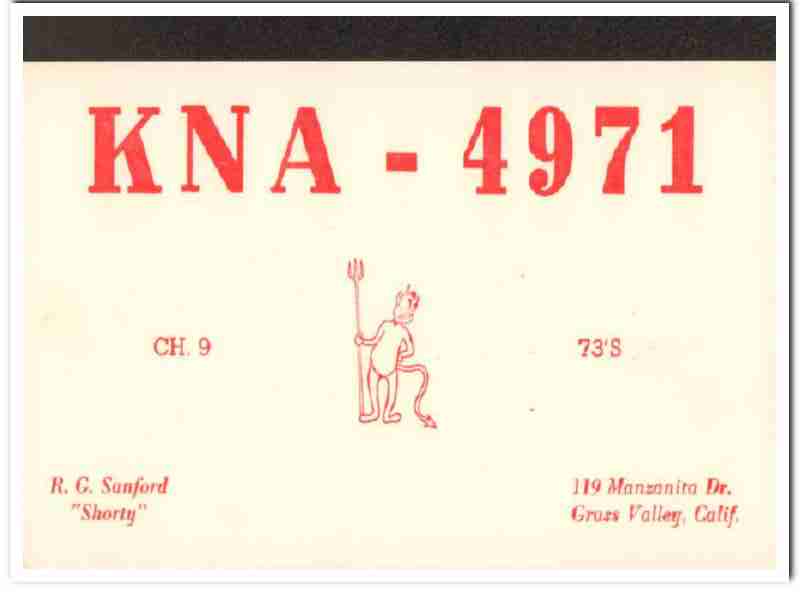 KNA - 4971
CH. 9
73'S
R. G. Sanford
"Shorty"
119 Manzanita Dr.
Grass Valley, Calif.